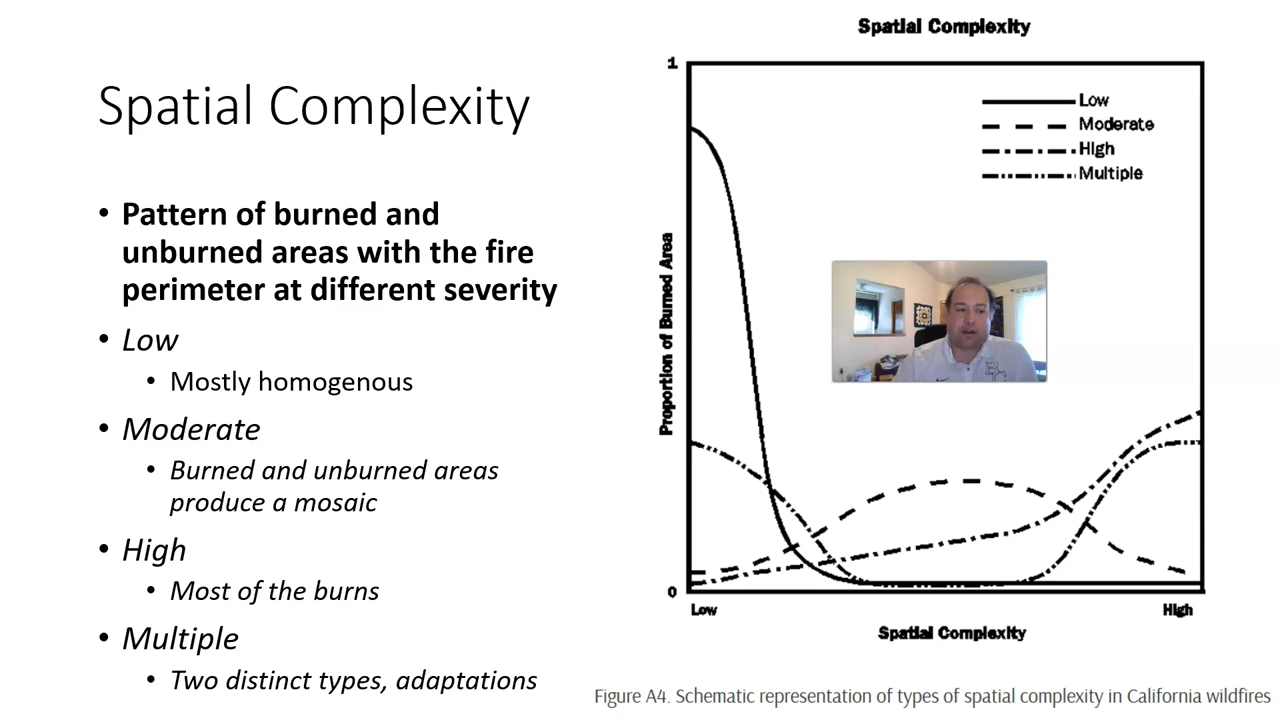 Spatial Complexity
• Pattern of burned and
unburned areas with the fire
perimeter at different severity
• Low
• Mostly homogenous
• Moderate
• Burned and unburned areas
produce a mosaic
• High
• Most of the burns
• Multiple
• Two distinct types, adaptations
Spatial Complexity
1
Low
Moderate
High
Multiple
Proportion of Burned Area
BC
0
Low
High
Spatial Complexity
Figure A4. Schematic representation of types of spatial complexity in California wildfires